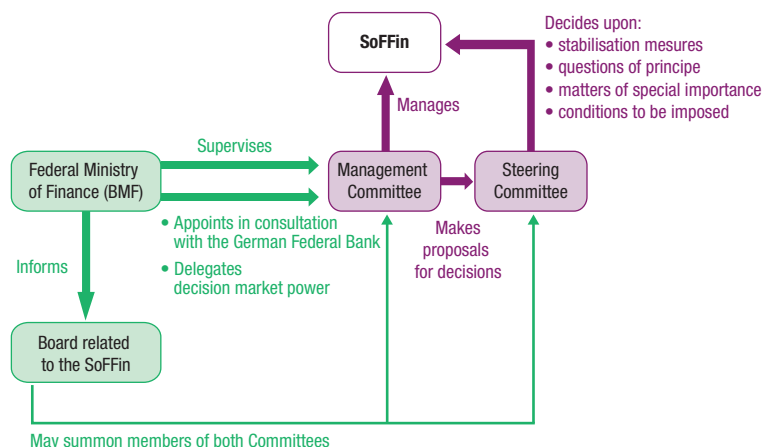 SoFFin
Decides upon:
• stabilisation mesures
• questions of principe
• matters of special importance
• conditions to be imposed
Manages
Supervises
Federal Ministry
of Finance (BMF)
Management
Committee
Steering
Committee
• Appoints in consultation
with the German Federal Bank
• Delegates
decision market power
Makes
proposals
for decisions
Informs
Board related
to the SoFFin
May summon members of both Committees